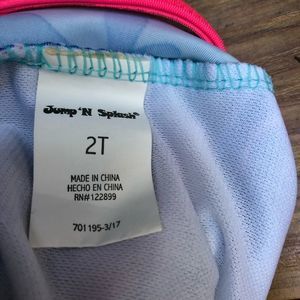 Jump 'N Splash
2T
MADE IN CHINA
HECHO EN CHINA
RN#122899
701195-3/17